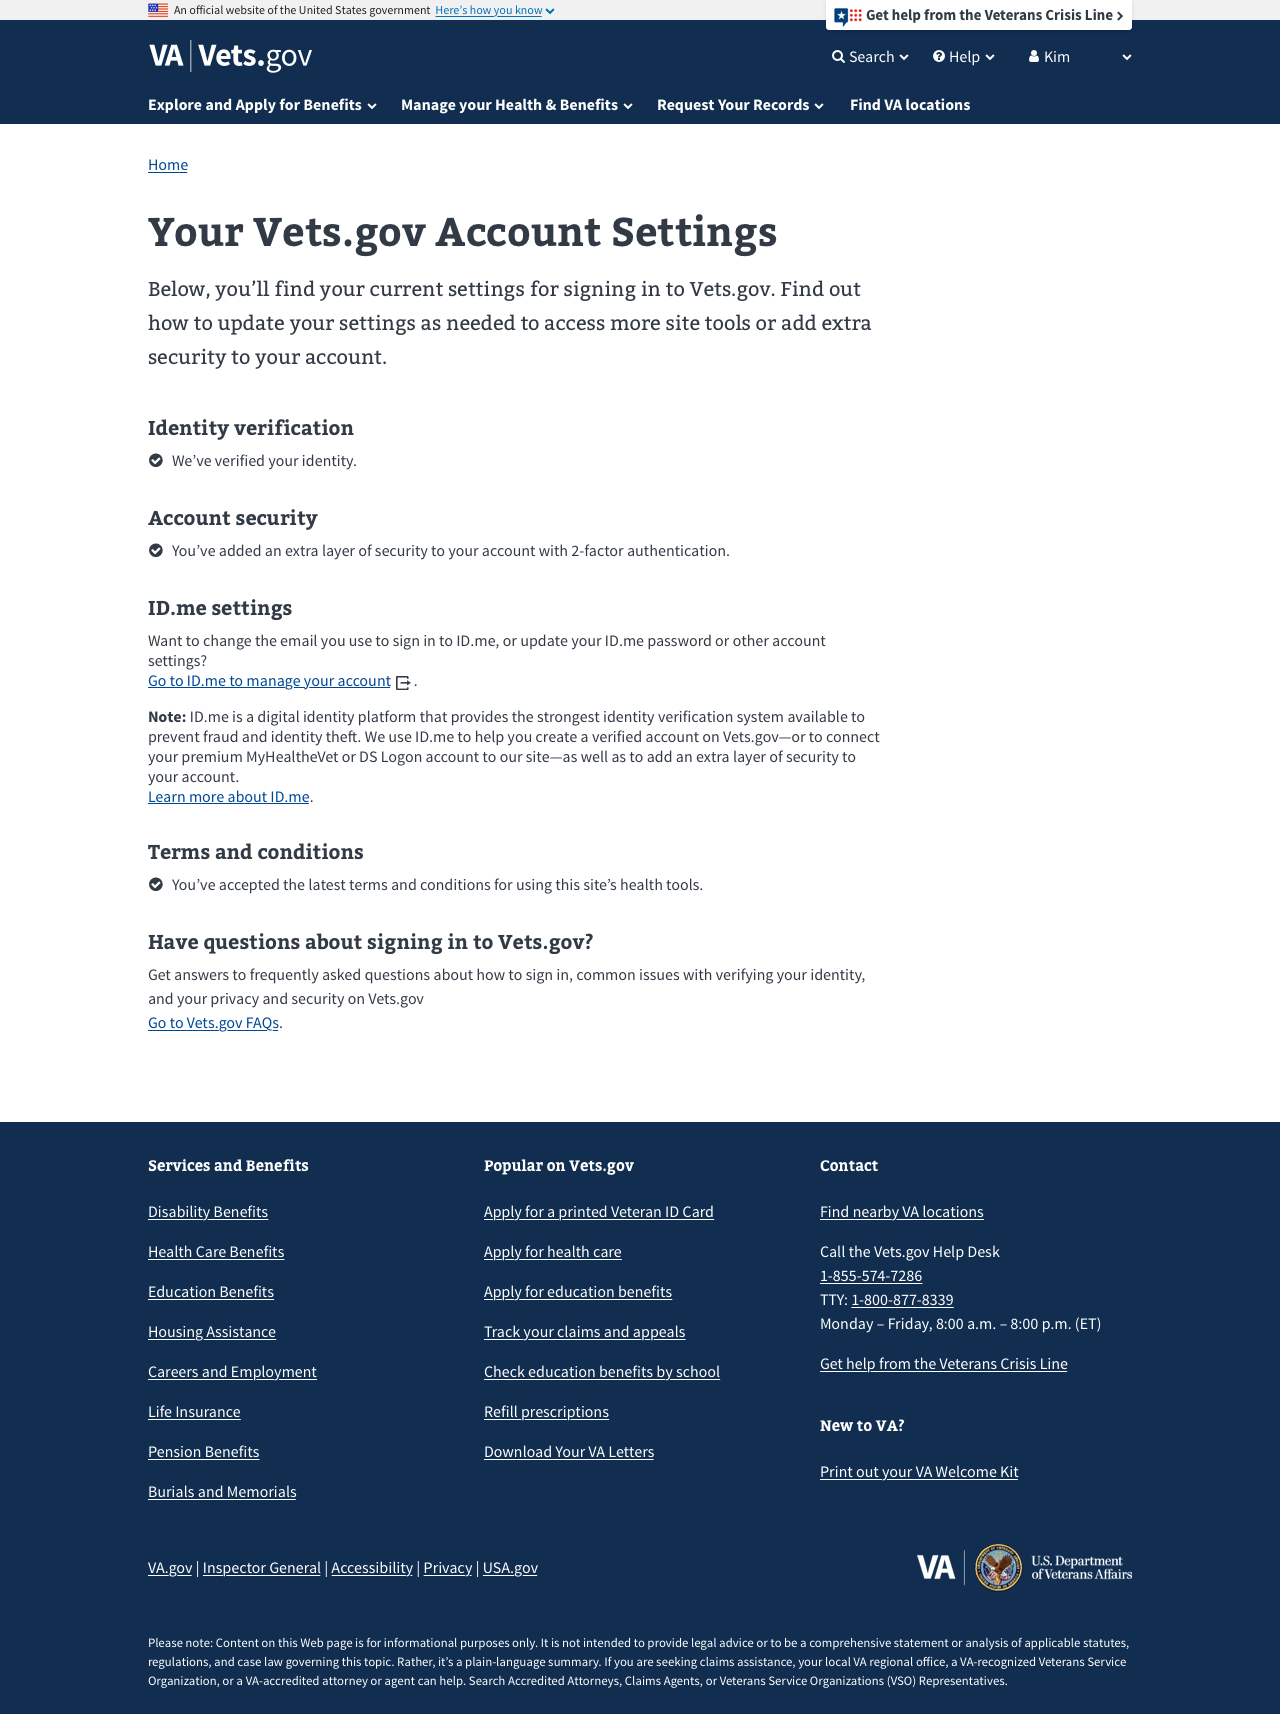 An official website of the United States government Here's how you know
Get help from the Veterans Crisis Line
VA | Vets.gov
Search Help Kim
Explore and Apply for Benefits Manage your Health & Benefits Request Your Records Find VA locations
Home
Your Vets.gov Account Settings
Below, you’ll find your current settings for signing in to Vets.gov. Find out
how to update your settings as needed to access more site tools or add extra
security to your account.
Identity verification
We’ve verified your identity.
Account security
You’ve added an extra layer of security to your account with 2-factor authentication.
ID.me settings
Want to change the email you use to sign in to ID.me, or update your ID.me password or other account
settings?
Go to ID.me to manage your account .
Note: ID.me is a digital identity platform that provides the strongest identity verification system available to
prevent fraud and identity theft. We use ID.me to help you create a verified account on Vets.gov—or to connect
your premium MyHealtheVet or DS Logon account to our site—as well as to add an extra layer of security to
your account.
Learn more about ID.me.
Terms and conditions
You’ve accepted the latest terms and conditions for using this site’s health tools.
Have questions about signing in to Vets.gov?
Get answers to frequently asked questions about how to sign in, common issues with verifying your identity,
and your privacy and security on Vets.gov
Go to Vets.gov FAQs.
Services and Benefits
Disability Benefits
Health Care Benefits
Education Benefits
Housing Assistance
Careers and Employment
Life Insurance
Pension Benefits
Burials and Memorials
Popular on Vets.gov
Apply for a printed Veteran ID Card
Apply for health care
Apply for education benefits
Track your claims and appeals
Check education benefits by school
Refill prescriptions
Download Your VA Letters
Contact
Find nearby VA locations
Call the Vets.gov Help Desk
1-855-574-7286
TTY: 1-800-877-8339
Monday – Friday, 8:00 a.m. – 8:00 p.m. (ET)
Get help from the Veterans Crisis Line
New to VA?
Print out your VA Welcome Kit
VA.gov | Inspector General | Accessibility | Privacy | USA.gov
VA | U.S. Department
of Veterans Affairs
Please note: Content on this Web page is for informational purposes only. It is not intended to provide legal advice or to be a comprehensive statement or analysis of applicable statutes,
regulations, and case law governing this topic. Rather, it’s a plain-language summary. If you are seeking claims assistance, your local VA regional office, a VA-recognized Veterans Service
Organization, or a VA-accredited attorney or agent can help. Search Accredited Attorneys, Claims Agents, or Veterans Service Organizations (VSO) Representatives.